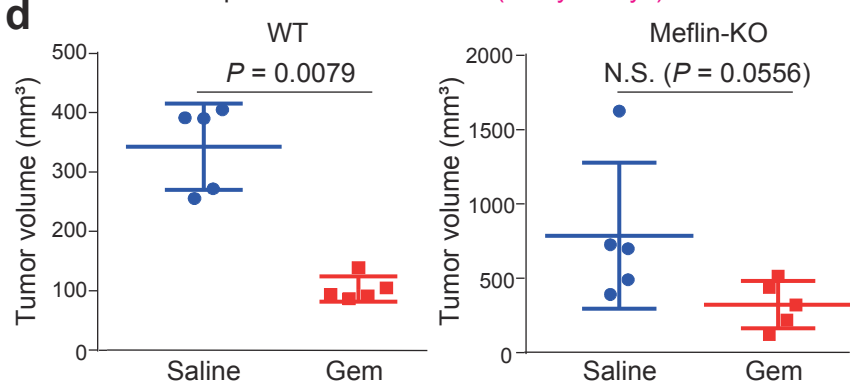 d
WT
Tumor volume (mm³)
500
400
300
200
100
0
P = 0.0079
Saline
Gem
Meflin-KO
Tumor volume (mm³)
2000
1500
1000
500
0
N.S. (P = 0.0556)
Saline
Gem